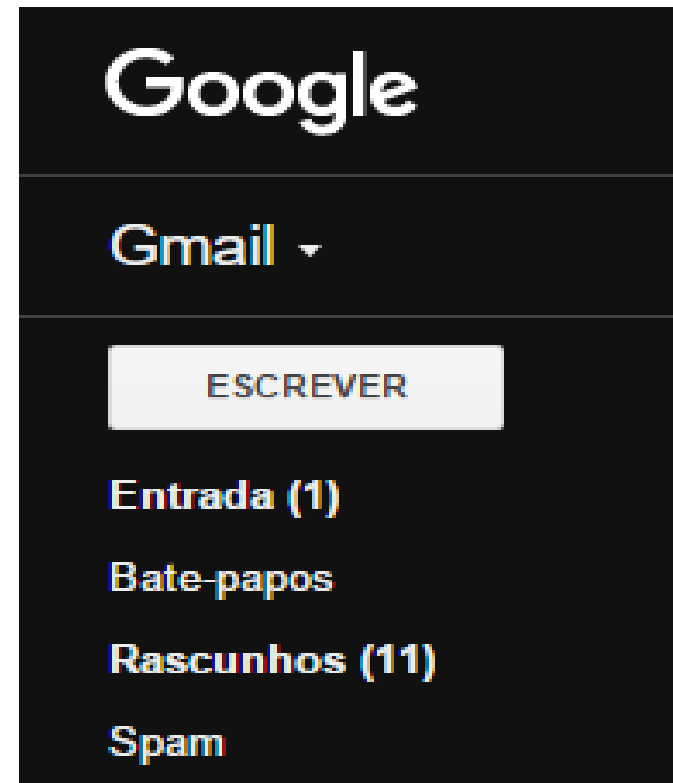 Google
Gmail
ESCREVER
Entrada (1)
Bate-papos
Rascunhos (11)
Spam